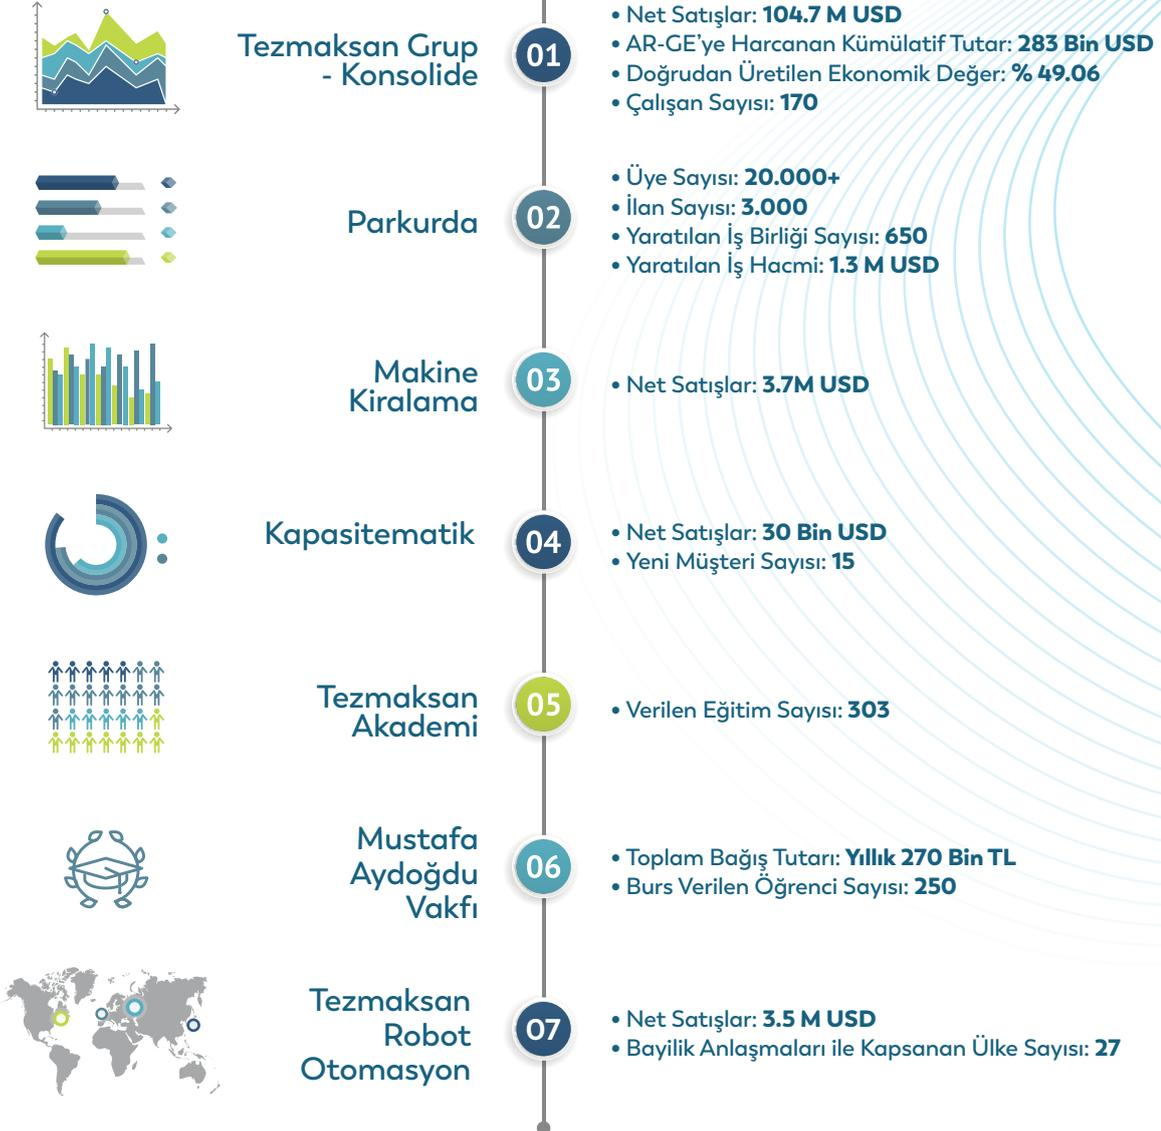 Tezmaksan Grup
- Konsolide
01
• Net Satışlar: 104.7 M USD
• AR-GE’ye Harcanan Kümülatif Tutar: 283 Bin USD
• Doğrudan Üretilen Ekonomik Değer: % 49.06
• Çalışan Sayısı: 170
Parkurda
02
• Üye Sayısı: 20.000+
• İlan Sayısı: 3.000
• Yaratılan İş Birliği Sayısı: 650
• Yaratılan İş Hacmi: 1.3 M USD
Makine
Kiralama
03
• Net Satışlar: 3.7M USD
Kapasitematik
04
• Net Satışlar: 30 Bin USD
• Yeni Müşteri Sayısı: 15
Tezmaksan
Akademi
05
• Verilen Eğitim Sayısı: 303
Mustafa
Aydoğdu
Vakfı
06
• Toplam Bağış Tutarı: Yıllık 270 Bin TL
• Burs Verilen Öğrenci Sayısı: 250
Tezmaksan
Robot
Otomasyon
07
• Net Satışlar: 3.5 M USD
• Bayilik Anlaşmaları ile Kapsanan Ülke Sayısı: 27